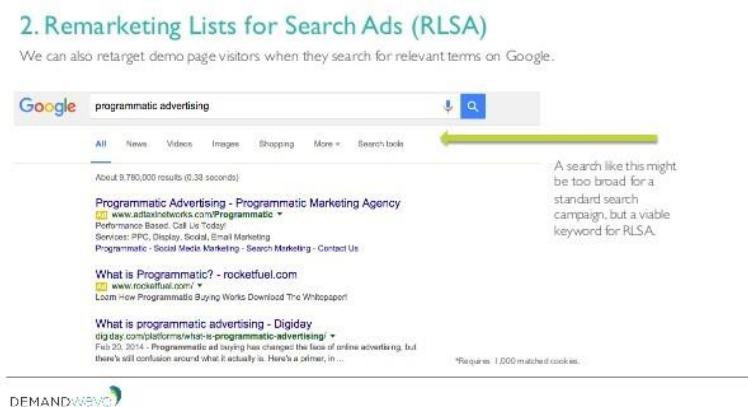 2. Remarketing Lists for Search Ads (RLSA)
We can also retarget demo page visitors when they search for relevant terms on Google.
Google programmatic advertising
All News Videos Images Shopping More Search tools
About 9,780,000 results (0.33 seconds)
Programmatic Advertising - Programmatic Marketing Agency
Ad www.adtaxinetworks.com/Programmatic
Performance Based. Call Us Today!
Services: PPC, Display, Social, Email Marketing
Programmatic - Social Media Marketing - Search Marketing - Contact Us
What is Programmatic? - rocketfuel.com
Ad www.rocketfuel.com/
Learn How Programmatic Buying Works Download The Whitepaper!
What is programmatic advertising - Digiday
digiday.com/platforms/what-is-programmatic-advertising/
Feb 20, 2014 - Programmatic ad buying has changed the face of online advertising, but
there's still confusion around what it actually is. Here's a primer, in ...
A search like this might
be too broad for a
standard search
campaign, but a viable
keyword for RLSA.
*Requires 1,000 matched cookies.
DEMANDWAVE